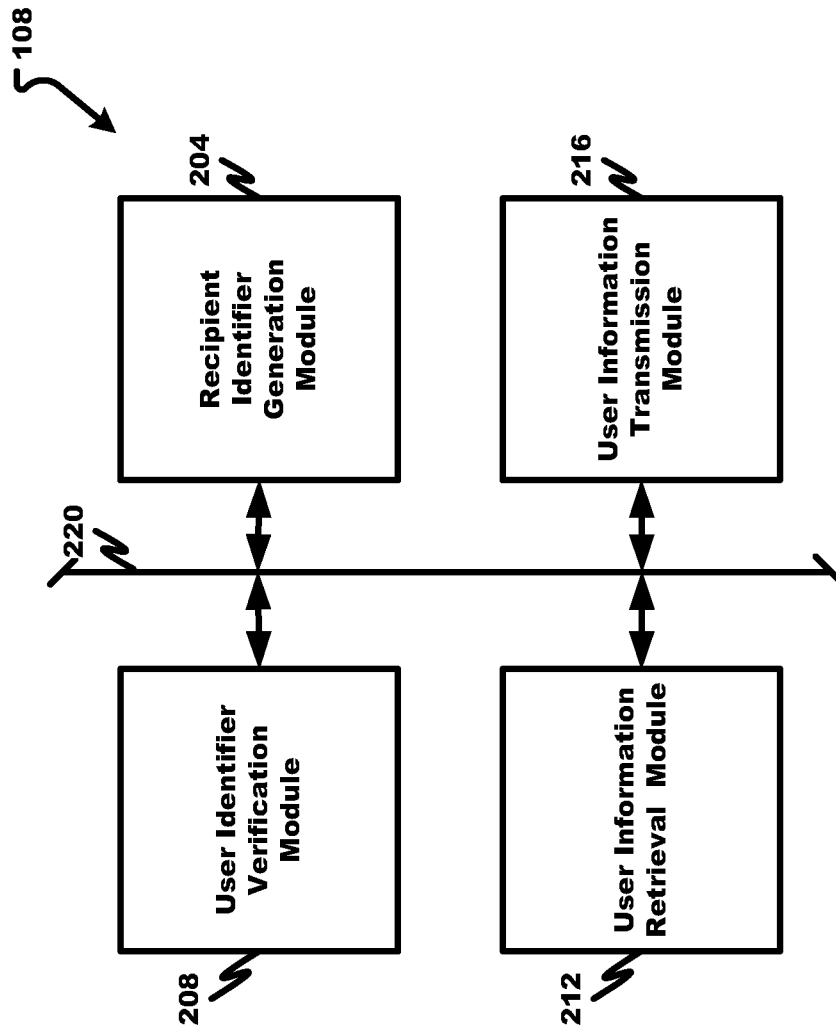 108
204
Recipient
Identifier
Generation
Module
216
User Information
Transmission
Module
220
User Identifier
Verification
Module
208
User Information
Retrieval Module
212